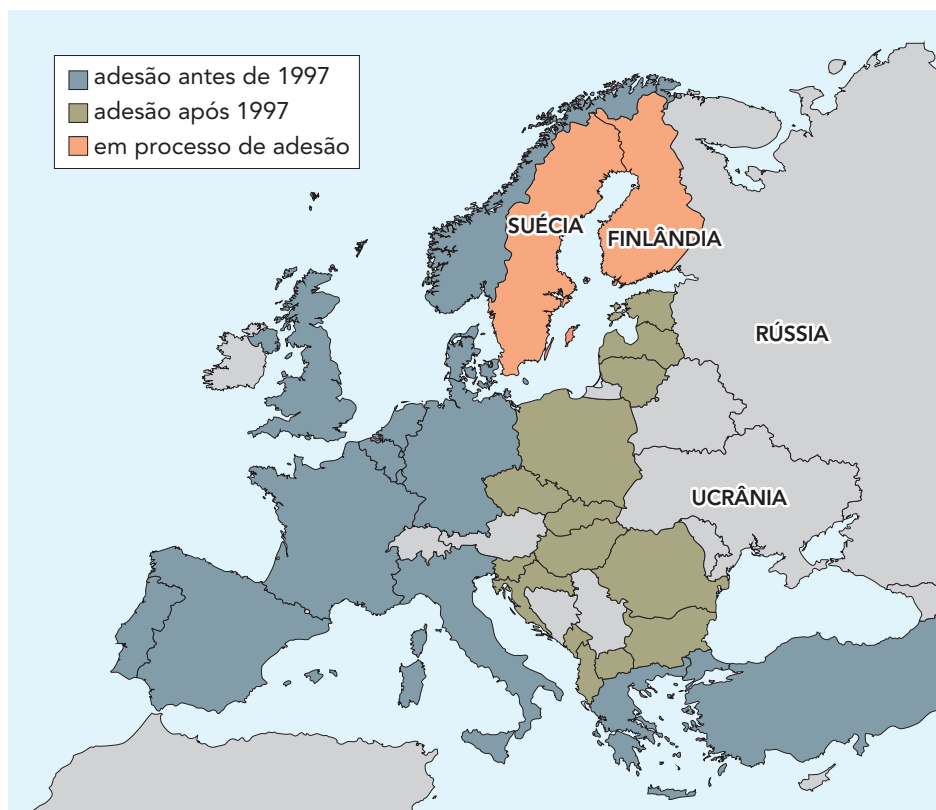 adesão antes de 1997
adesão após 1997
em processo de adesão
SUÉCIA
FINLÂNDIA
RÚSSIA
UCRÂNIA